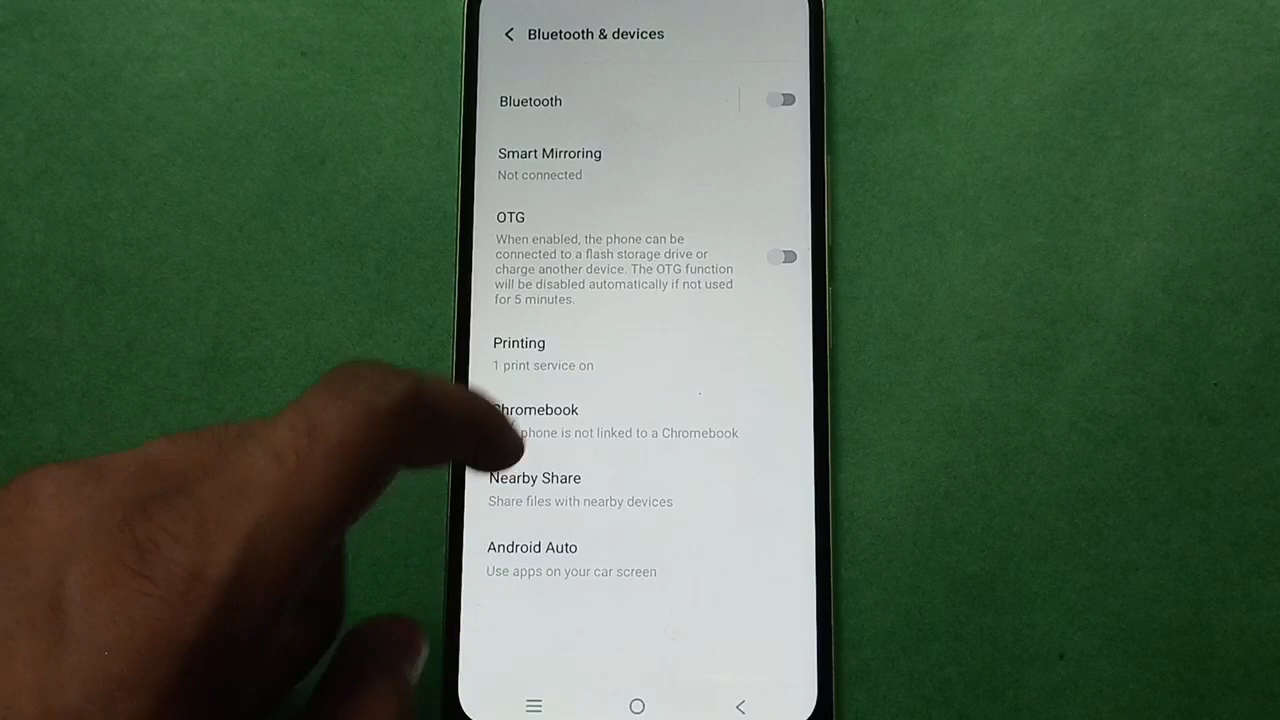 Bluetooth & devices
Bluetooth
Smart Mirroring
Not connected
OTG
When enabled, the phone can be
connected to a flash storage drive or
charge another device. The OTG function
will be disabled automatically if not used
for 5 minutes.
Printing
1 print service on
Chromebook
phone is not linked to a Chromebook
Nearby Share
Share files with nearby devices
Android Auto
Use apps on your car screen